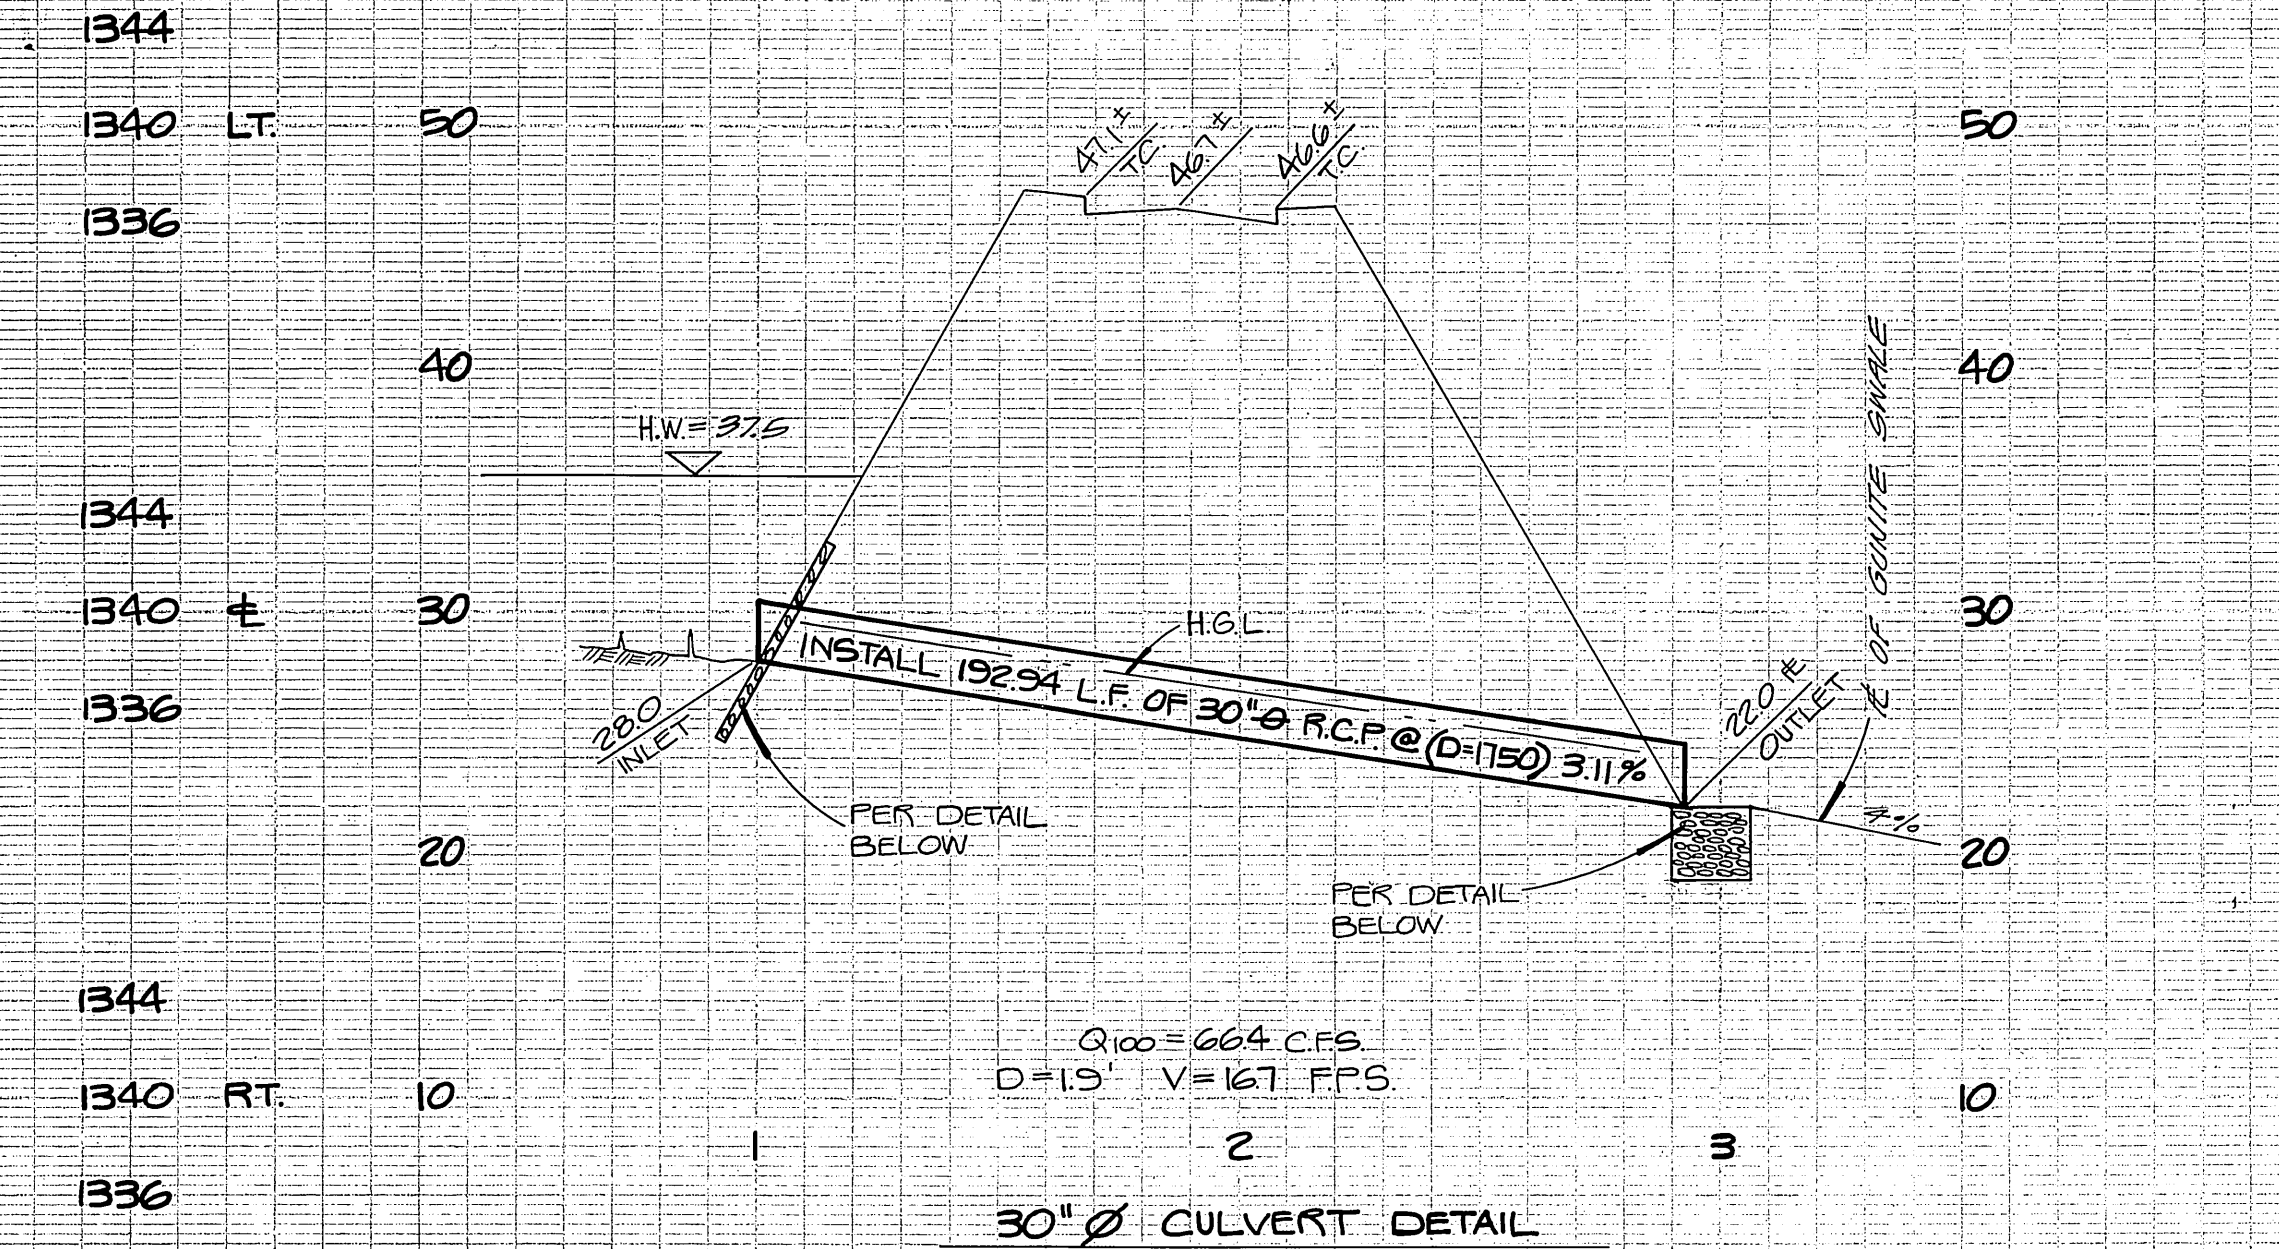 1344
1340 LT. 50 50
47.1±
T.C.
46.7±
46.6±
T.C.
1336
40 40
H.W.= 37.5
1344
1340 ℄ 30 30
H.G.L.
INSTALL 192.94 L.F. OF 30"Ø R.C.P. @ (D=1750) 3.11%
1336
28.0
INLET
22.0 ⅊
OUTLET
⅊ OF GUNITE SWALE
4%
PER DETAIL
BELOW
20 20
PER DETAIL
BELOW
1344
Q100 = 66.4 C.F.S.
D = 1.9' V = 16.7 F.P.S.
1340 RT. 10 10
1 2 3
1336
30"Ø CULVERT DETAIL